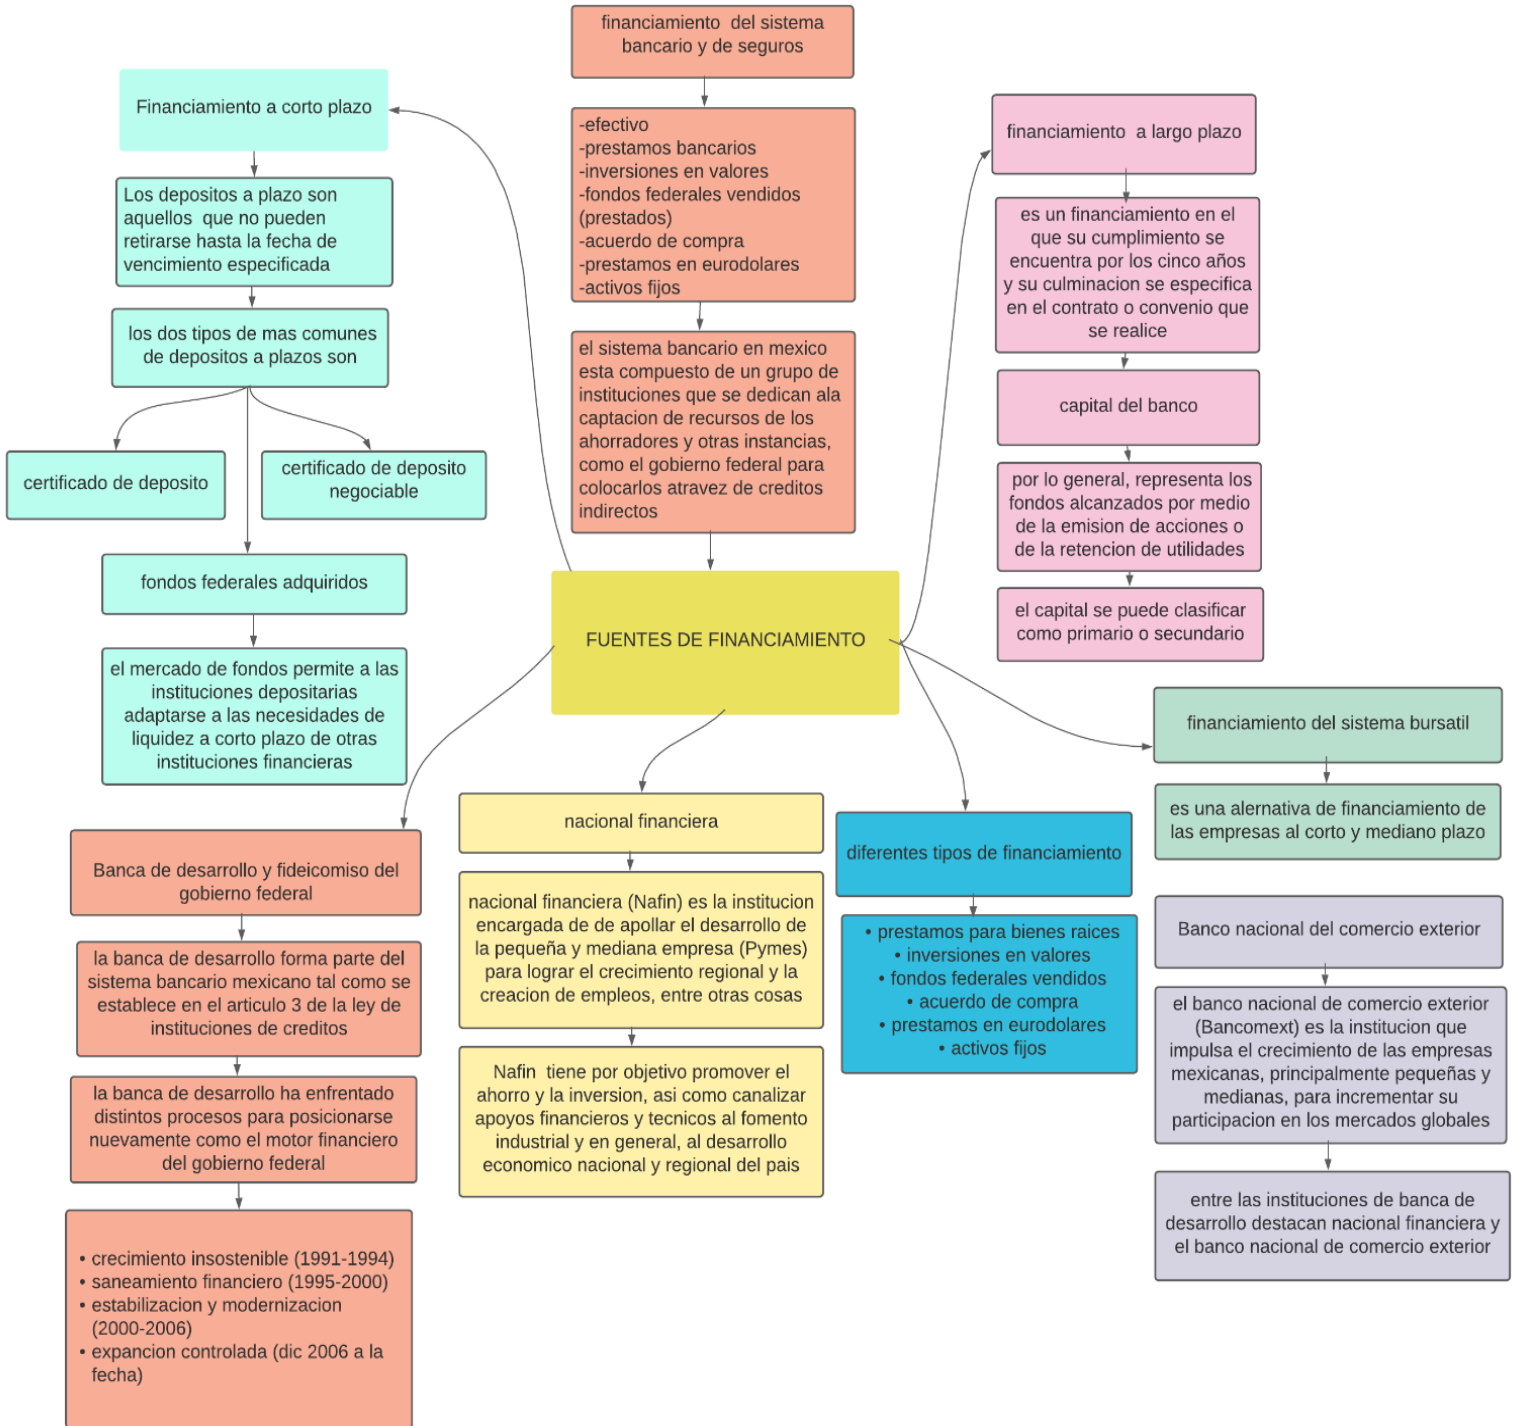 financiamiento  del sistema
bancario y de seguros
-efectivo
-prestamos bancarios
-inversiones en valores
-fondos federales vendidos
(prestados)
-acuerdo de compra
-prestamos en eurodolares
-activos fijos
el sistema bancario en mexico
esta compuesto de un grupo de
instituciones que se dedican ala
captacion de recursos de los
ahorradores y otras instancias,
como el gobierno federal para
colocarlos atravez de creditos
indirectos
FUENTES DE FINANCIAMIENTO
Financiamiento a corto plazo
Los depositos a plazo son
aquellos  que no pueden
retirarse hasta la fecha de
vencimiento especificada
los dos tipos de mas comunes
de depositos a plazos son
certificado de deposito
certificado de deposito
negociable
fondos federales adquiridos
el mercado de fondos permite a las
instituciones depositarias
adaptarse a las necesidades de
liquidez a corto plazo de otras
instituciones financieras
financiamiento  a largo plazo
es un financiamiento en el
que su cumplimiento se
encuentra por los cinco años
y su culminacion se especifica
en el contrato o convenio que
se realice
capital del banco
por lo general, representa los
fondos alcanzados por medio
de la emision de acciones o
de la retencion de utilidades
el capital se puede clasificar
como primario o secundario
Banca de desarrollo y fideicomiso del
gobierno federal
la banca de desarrollo forma parte del
sistema bancario mexicano tal como se
establece en el articulo 3 de la ley de
instituciones de creditos
la banca de desarrollo ha enfrentado
distintos procesos para posicionarse
nuevamente como el motor financiero
del gobierno federal
• crecimiento insostenible (1991-1994)
• saneamiento financiero (1995-2000)
• estabilizacion y modernizacion
(2000-2006)
• expancion controlada (dic 2006 a la
fecha)
nacional financiera
nacional financiera (Nafin) es la institucion
encargada de de apollar el desarrollo de
la pequeña y mediana empresa (Pymes)
para lograr el crecimiento regional y la
creacion de empleos, entre otras cosas
Nafin  tiene por objetivo promover el
ahorro y la inversion, asi como canalizar
apoyos financieros y tecnicos al fomento
industrial y en general, al desarrollo
economico nacional y regional del pais
diferentes tipos de financiamiento
• prestamos para bienes raices
• inversiones en valores
• fondos federales vendidos
• acuerdo de compra
• prestamos en eurodolares
• activos fijos
financiamiento del sistema bursatil
es una alernativa de financiamiento de
las empresas al corto y mediano plazo
Banco nacional del comercio exterior
el banco nacional de comercio exterior
(Bancomext) es la institucion que
impulsa el crecimiento de las empresas
mexicanas, principalmente pequeñas y
medianas, para incrementar su
participacion en los mercados globales
entre las instituciones de banca de
desarrollo destacan nacional financiera y
el banco nacional de comercio exterior